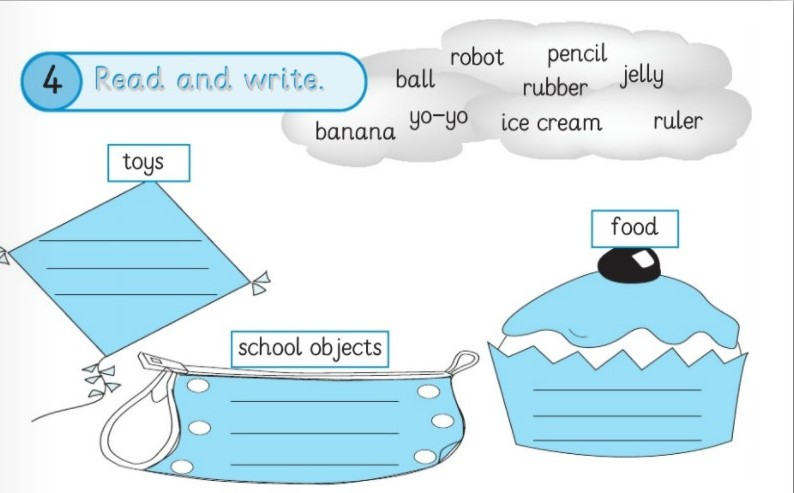 4 Read and write.
robot pencil
ball rubber jelly
banana yo-yo ice cream ruler
toys
food
school objects